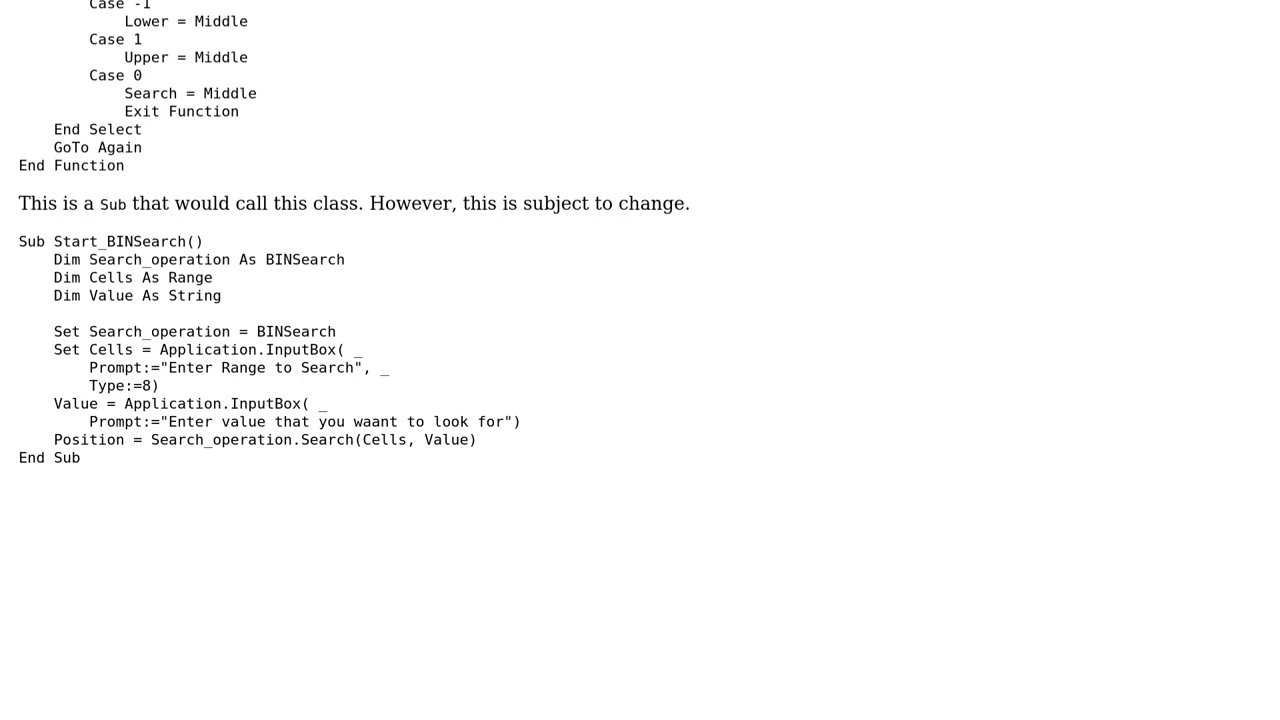 Case -1
            Lower = Middle
        Case 1
            Upper = Middle
        Case 0
            Search = Middle
            Exit Function
    End Select
    GoTo Again
End Function
This is a Sub that would call this class. However, this is subject to change.
Sub Start_BINSearch()
    Dim Search_operation As BINSearch
    Dim Cells As Range
    Dim Value As String
    Set Search_operation = BINSearch
    Set Cells = Application.InputBox( _
        Prompt:="Enter Range to Search", _
        Type:=8)
    Value = Application.InputBox( _
        Prompt:="Enter value that you waant to look for")
    Position = Search_operation.Search(Cells, Value)
End Sub